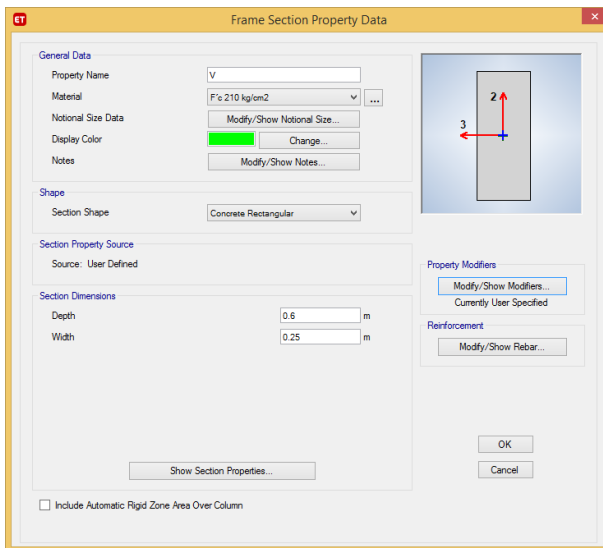 ET Frame Section Property Data ×
General Data
Property Name V
Material F'c 210 kg/cm2 ...
Notional Size Data Modify/Show Notional Size...
Display Color Change...
Notes Modify/Show Notes...
2
3
Shape
Section Shape Concrete Rectangular
Section Property Source
Source: User Defined
Property Modifiers
Modify/Show Modifiers...
Currently User Specified
Section Dimensions
Depth 0.6 m
Width 0.25 m
Reinforcement
Modify/Show Rebar...
Show Section Properties...
OK
Cancel
Include Automatic Rigid Zone Area Over Column